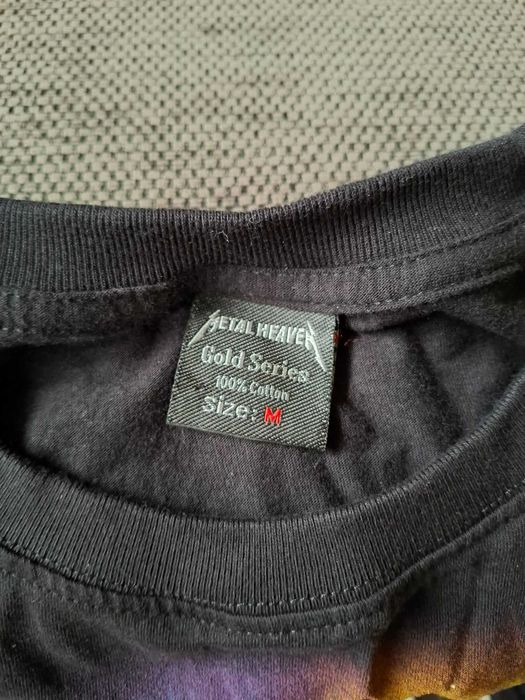 METAL HEAVEN
Gold Series
100% Cotton
Size: M